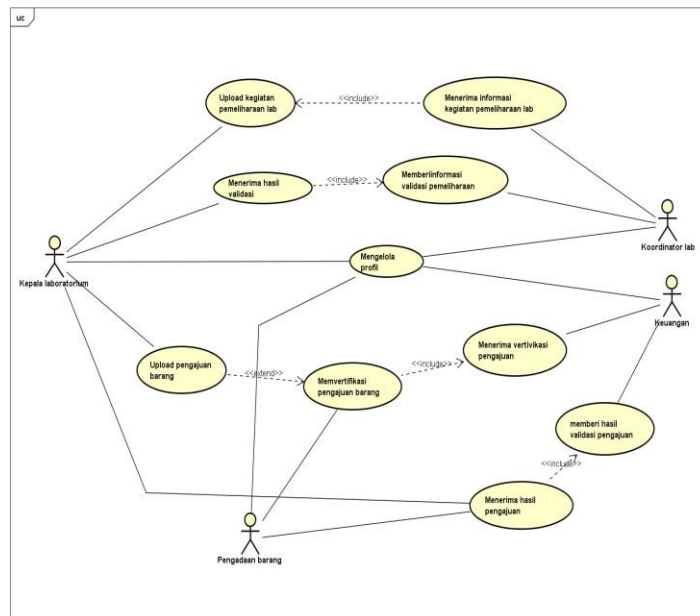 uc
Upload kegiatan
pemeliharaan lab
<<include>>
Menerima informasi
kegiatan pemeliharaan lab
Menerima hasil
validasi
<<include>>
Memberiinformasi
validasi pemeliharaan
Koordinator lab
Kepala laboratorium
Mengelola
profil
Keuangan
Upload pengajuan
barang
<<extend>>
Memvertifikasi
pengajuan barang
<<include>>
Menerima vertivikasi
pengajuan
memberi hasil
validasi pengajuan
<<include>>
Menerima hasil
pengajuan
Pengadaan barang